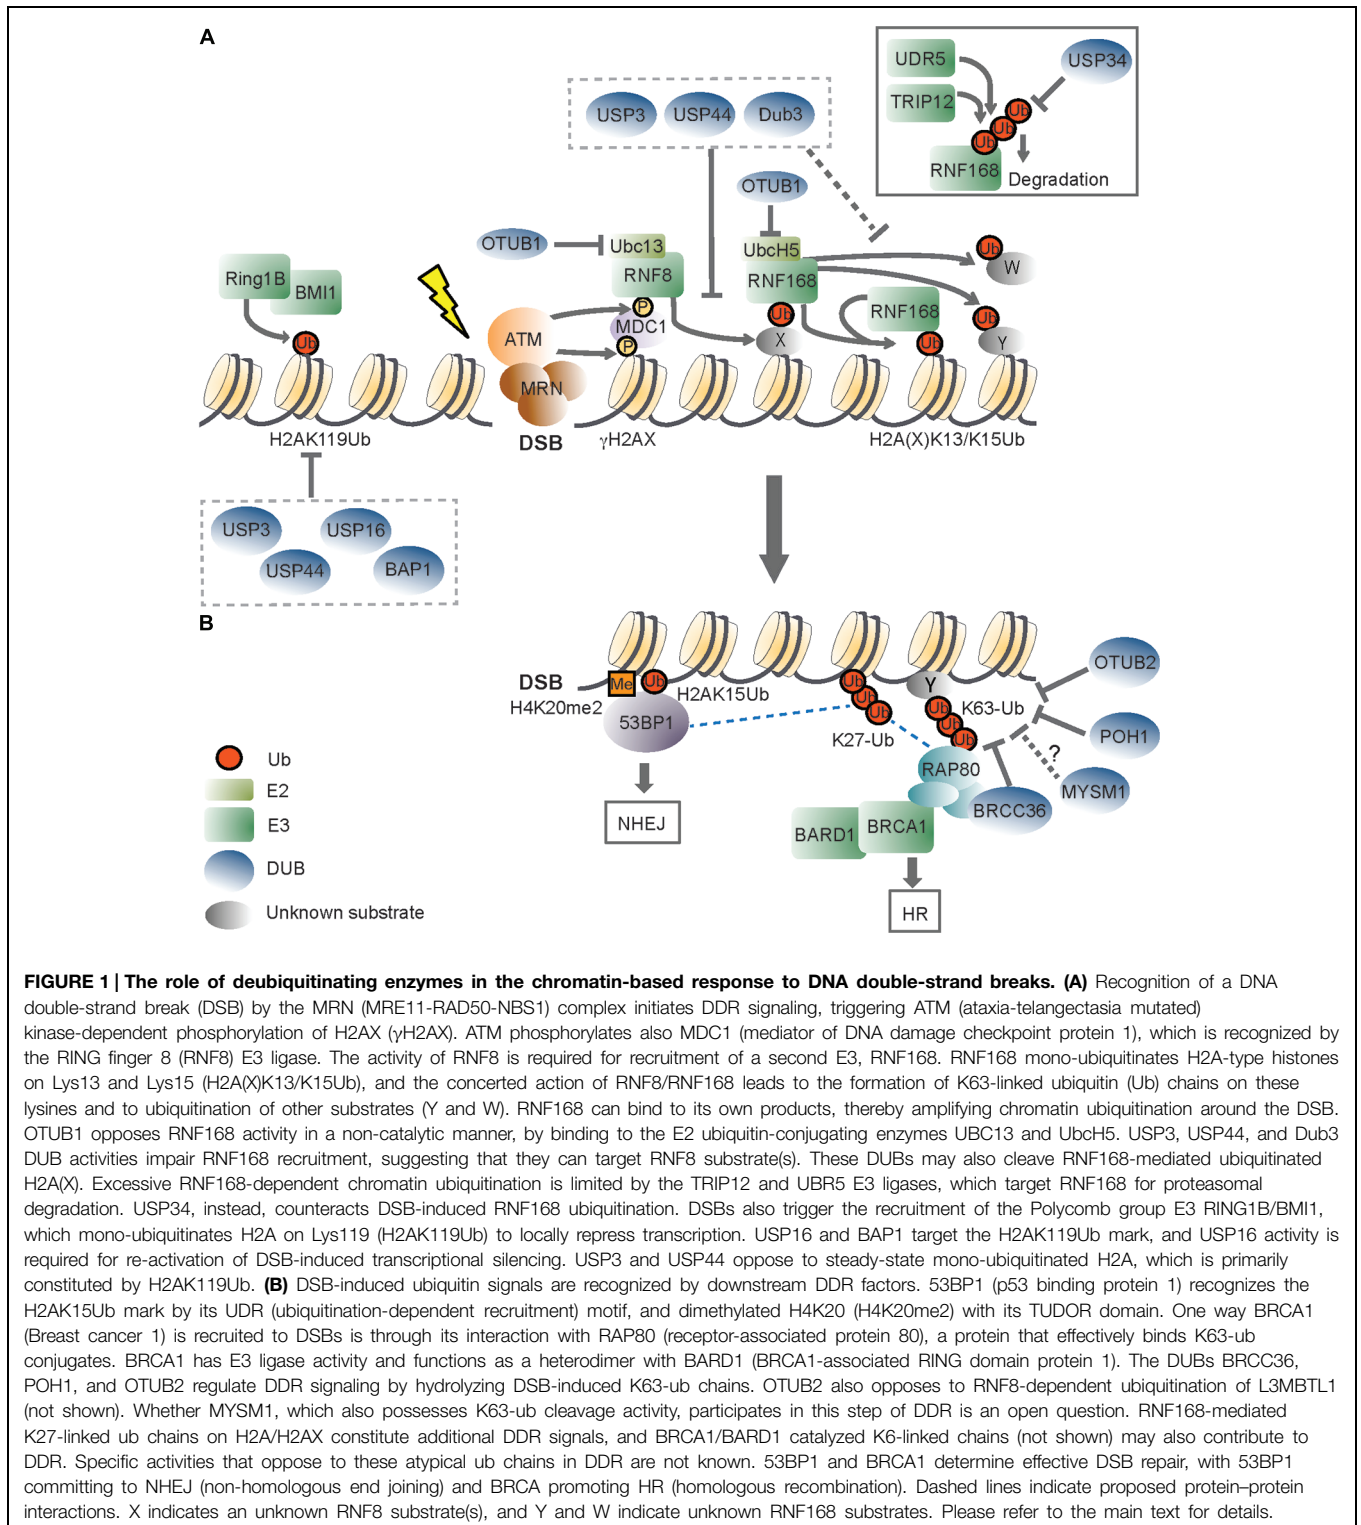 A
USP3
USP44
Dub3
UDR5
TRIP12
USP34
Ub
Ub
Ub
RNF168
Degradation
OTUB1
OTUB1
Ubc13
RNF8
UbcH5
RNF168
Ub
W
Ring1B
BMI1
Ub
ATM
MRN
P
MDC1
P
Ub
X
RNF168
Ub
Ub
Y
H2AK119Ub
DSB
γH2AX
H2A(X)K13/K15Ub
USP3
USP16
USP44
BAP1
B
DSB
H4K20me2
Me
Ub
H2AK15Ub
53BP1
Ub
Ub
Ub
K27-Ub
Y
Ub
Ub
Ub
K63-Ub
OTUB2
POH1
?
MYSM1
RAP80
BRCC36
BARD1
BRCA1
NHEJ
HR
Ub
E2
E3
DUB
Unknown substrate
FIGURE 1 | The role of deubiquitinating enzymes in the chromatin-based response to DNA double-strand breaks. (A) Recognition of a DNA
double-strand break (DSB) by the MRN (MRE11-RAD50-NBS1) complex initiates DDR signaling, triggering ATM (ataxia-telangectasia mutated)
kinase-dependent phosphorylation of H2AX (γH2AX). ATM phosphorylates also MDC1 (mediator of DNA damage checkpoint protein 1), which is recognized by
the RING finger 8 (RNF8) E3 ligase. The activity of RNF8 is required for recruitment of a second E3, RNF168. RNF168 mono-ubiquitinates H2A-type histones
on Lys13 and Lys15 (H2A(X)K13/K15Ub), and the concerted action of RNF8/RNF168 leads to the formation of K63-linked ubiquitin (Ub) chains on these
lysines and to ubiquitination of other substrates (Y and W). RNF168 can bind to its own products, thereby amplifying chromatin ubiquitination around the DSB.
OTUB1 opposes RNF168 activity in a non-catalytic manner, by binding to the E2 ubiquitin-conjugating enzymes UBC13 and UbcH5. USP3, USP44, and Dub3
DUB activities impair RNF168 recruitment, suggesting that they can target RNF8 substrate(s). These DUBs may also cleave RNF168-mediated ubiquitinated
H2A(X). Excessive RNF168-dependent chromatin ubiquitination is limited by the TRIP12 and UBR5 E3 ligases, which target RNF168 for proteasomal
degradation. USP34, instead, counteracts DSB-induced RNF168 ubiquitination. DSBs also trigger the recruitment of the Polycomb group E3 RING1B/BMI1,
which mono-ubiquitinates H2A on Lys119 (H2AK119Ub) to locally repress transcription. USP16 and BAP1 target the H2AK119Ub mark, and USP16 activity is
required for re-activation of DSB-induced transcriptional silencing. USP3 and USP44 oppose to steady-state mono-ubiquitinated H2A, which is primarily
constituted by H2AK119Ub. (B) DSB-induced ubiquitin signals are recognized by downstream DDR factors. 53BP1 (p53 binding protein 1) recognizes the
H2AK15Ub mark by its UDR (ubiquitination-dependent recruitment) motif, and dimethylated H4K20 (H4K20me2) with its TUDOR domain. One way BRCA1
(Breast cancer 1) is recruited to DSBs is through its interaction with RAP80 (receptor-associated protein 80), a protein that effectively binds K63-ub
conjugates. BRCA1 has E3 ligase activity and functions as a heterodimer with BARD1 (BRCA1-associated RING domain protein 1). The DUBs BRCC36,
POH1, and OTUB2 regulate DDR signaling by hydrolyzing DSB-induced K63-ub chains. OTUB2 also opposes to RNF8-dependent ubiquitination of L3MBTL1
(not shown). Whether MYSM1, which also possesses K63-ub cleavage activity, participates in this step of DDR is an open question. RNF168-mediated
K27-linked ub chains on H2A/H2AX constitute additional DDR signals, and BRCA1/BARD1 catalyzed K6-linked chains (not shown) may also contribute to
DDR. Specific activities that oppose to these atypical ub chains in DDR are not known. 53BP1 and BRCA1 determine effective DSB repair, with 53BP1
committing to NHEJ (non-homologous end joining) and BRCA promoting HR (homologous recombination). Dashed lines indicate proposed protein–protein
interactions. X indicates an unknown RNF8 substrate(s), and Y and W indicate unknown RNF168 substrates. Please refer to the main text for details.